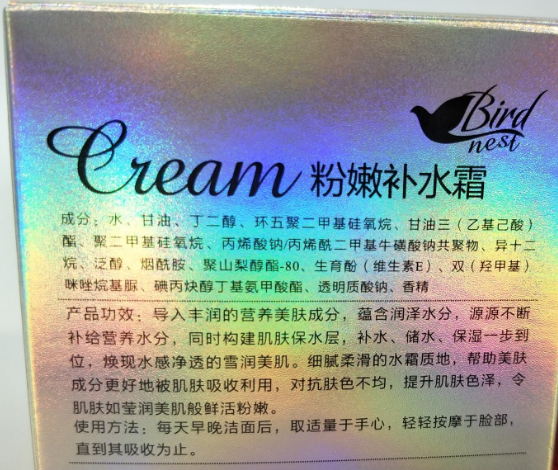 Bird
nest
Cream 粉嫩补水霜
成分：水、甘油、丁二醇、环五聚二甲基硅氧烷、甘油三（乙基己酸）
酯、聚二甲基硅氧烷、丙烯酸钠/丙烯酰二甲基牛磺酸钠共聚物、异十二
烷、泛醇、烟酰胺、聚山梨醇酯-80、生育酚（维生素E）、双（羟甲基）
咪唑烷基脲、碘丙炔醇丁基氨甲酸酯、透明质酸钠、香精
产品功效：导入丰润的营养美肤成分，蕴含润泽水分，源源不断
补给营养水分，同时构建肌肤保水层，补水、储水、保湿一步到
位，焕现水感净透的雪润美肌。细腻柔滑的水霜质地，帮助美肤
成分更好地被肌肤吸收利用，对抗肤色不均，提升肌肤色泽，令
肌肤如莹润美肌般鲜活粉嫩。
使用方法：每天早晚洁面后，取适量于手心，轻轻按摩于脸部，
直到其吸收为止。